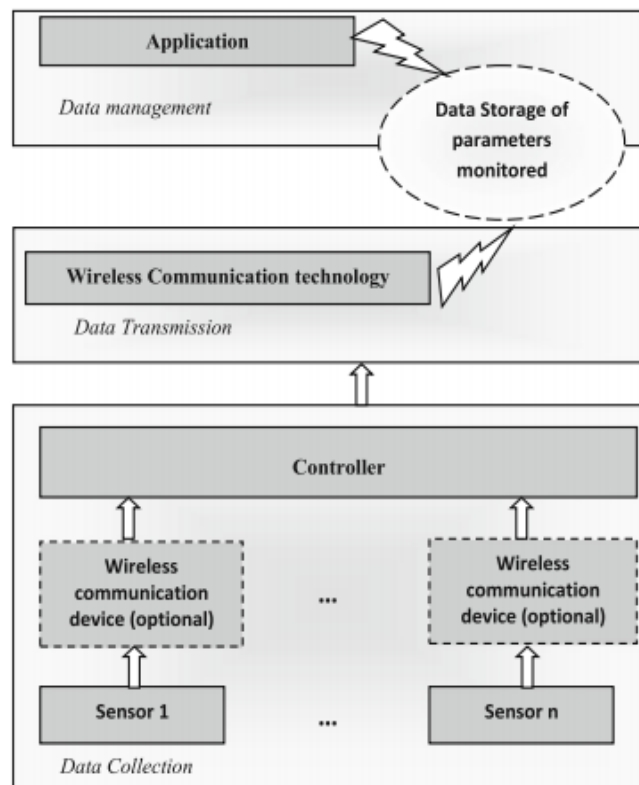 Application
Data management
Data Storage of
parameters
monitored
Wireless Communication technology
Data Transmission
Controller
Wireless
communication
device (optional)
...
Wireless
communication
device (optional)
Sensor 1
...
Sensor n
Data Collection